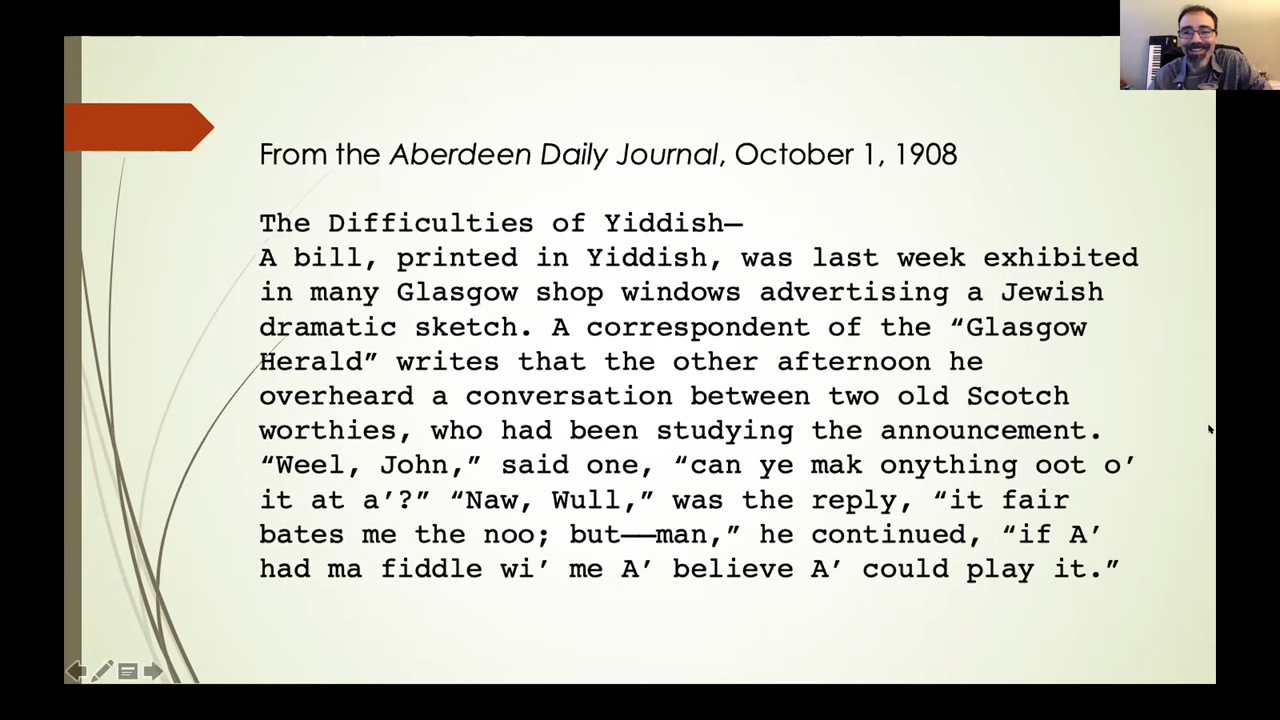 From the Aberdeen Daily Journal, October 1, 1908
The Difficulties of Yiddish—
A bill, printed in Yiddish, was last week exhibited
in many Glasgow shop windows advertising a Jewish
dramatic sketch. A correspondent of the “Glasgow
Herald” writes that the other afternoon he
overheard a conversation between two old Scotch
worthies, who had been studying the announcement.
“Weel, John,” said one, “can ye mak onything oot o’
it at a’?” “Naw, Wull,” was the reply, “it fair
bates me the noo; but——man,” he continued, “if A’
had ma fiddle wi’ me A’ believe A’ could play it.”